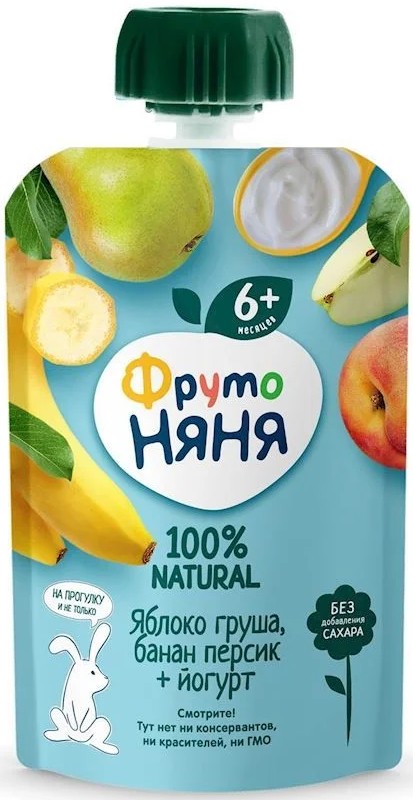 6+
месяцев
Фруто
НЯНЯ
100%
NATURAL
НА ПРОГУЛКУ
И НЕ ТОЛЬКО
Яблоко груша,
банан персик
+ йогурт
БЕЗ
добавления
САХАРА
Смотрите!
Тут нет ни консервантов,
ни красителей, ни ГМО